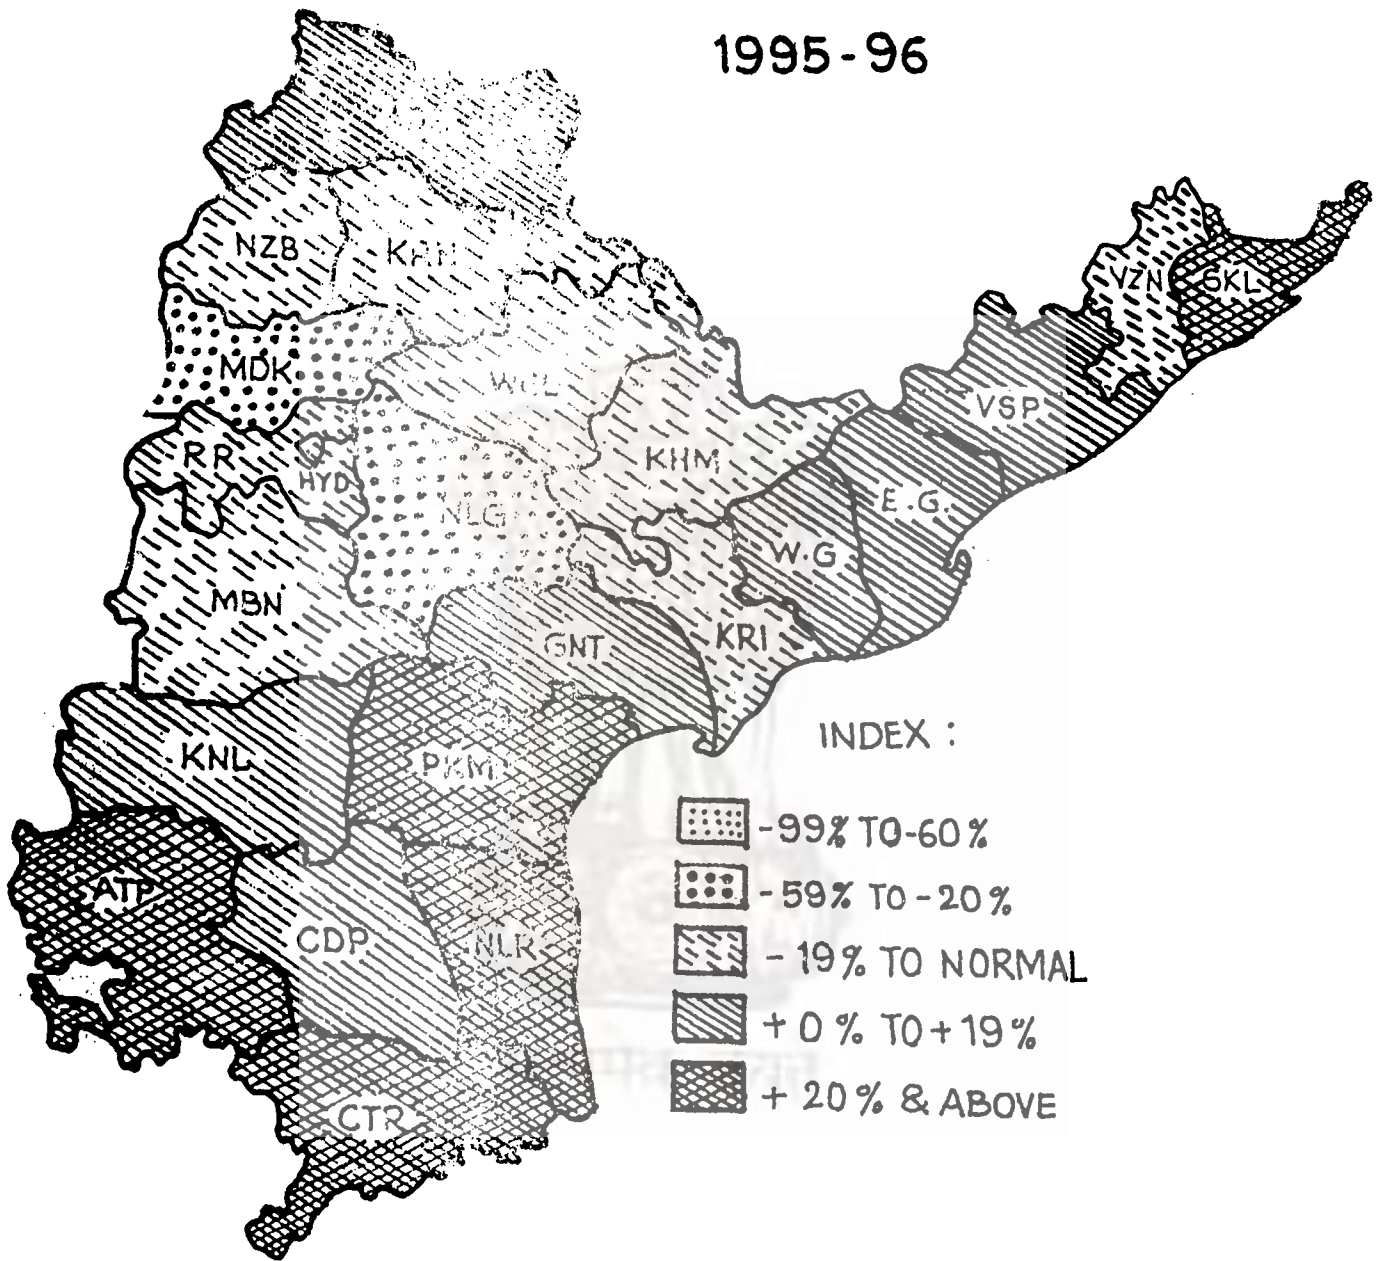 1995-96
NZB
SKL
VZN
MDK
VSP
RR
KHM
HYD
E.G.
NLG
W.G
MBN
GNT
KRI
INDEX :
KNL
PKM
-99% TO-60%
ATP
-59% TO-20%
CDP
NLR
-19% TO NORMAL
+0% TO+19%
CTR
+20% & ABOVE